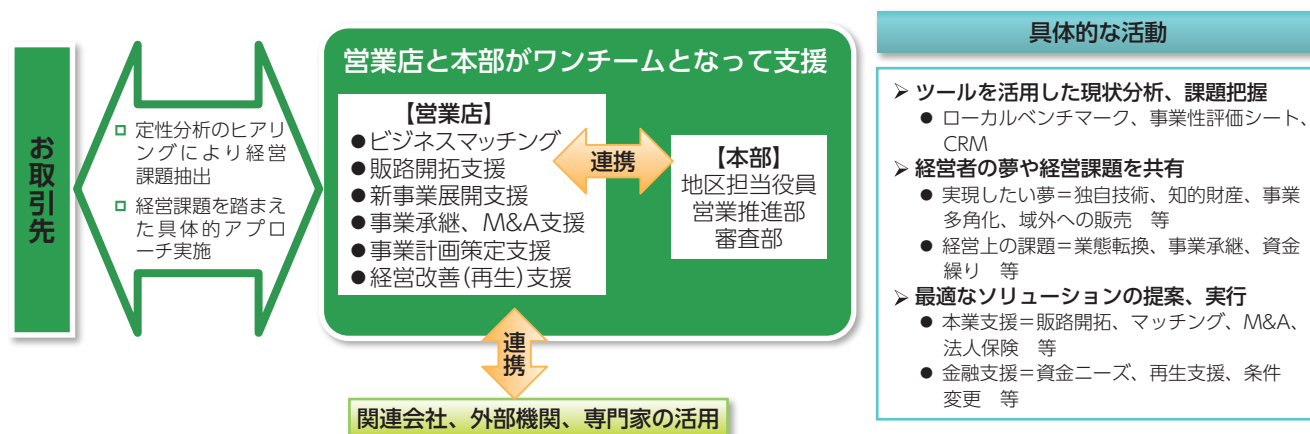 お取引先
定性分析のヒアリ
ングにより経営
課題抽出
経営課題を踏まえ
た具体的アプロ
ーチ実施
営業店と本部がワンチームとなって支援
【営業店】
●ビジネスマッチング
●販路開拓支援
●新事業展開支援
●事業承継、M&A支援
●事業計画策定支援
●経営改善(再生)支援
連携
【本部】
地区担当役員
営業推進部
審査部
連携
関連会社、外部機関、専門家の活用
具体的な活動
➢ ツールを活用した現状分析、課題把握
● ローカルベンチマーク、事業性評価シート、
CRM
➢ 経営者の夢や経営課題を共有
● 実現したい夢=独自技術、知的財産、事業
多角化、域外への販売 等
● 経営上の課題=業態転換、事業承継、資金
繰り 等
➢ 最適なソリューションの提案、実行
● 本業支援=販路開拓、マッチング、M&A、
法人保険 等
● 金融支援=資金ニーズ、再生支援、条件
変更 等